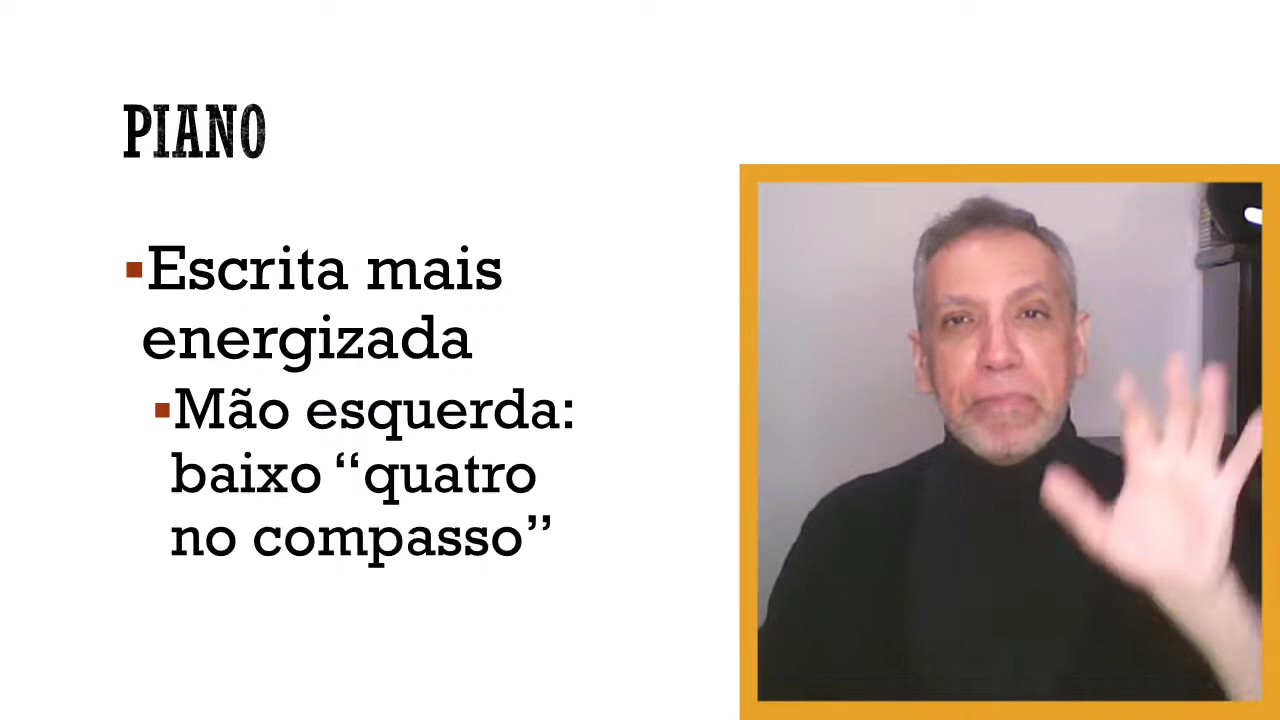 PIANO
▪Escrita mais
energizada
▪Mão esquerda:
baixo “quatro
no compasso”